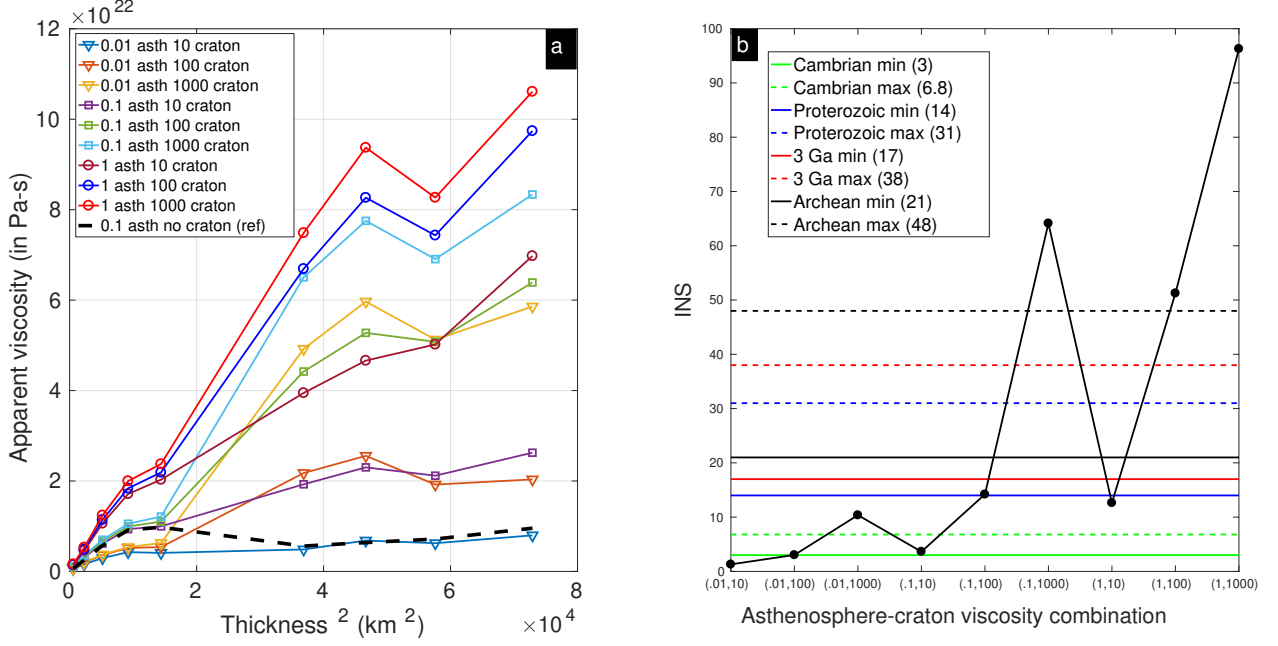 ×10 22
12
10
8
6
4
2
0
Apparent viscosity (in Pa-s)
a
0.01 asth 10 craton
0.01 asth 100 craton
0.01 asth 1000 craton
0.1 asth 10 craton
0.1 asth 100 craton
0.1 asth 1000 craton
1 asth 10 craton
1 asth 100 craton
1 asth 1000 craton
0.1 asth no craton (ref)
0 2 4 6 8
Thickness 2 (km 2)
×10 4
b
100
90
80
70
60
50
40
30
20
10
0
INS
Cambrian min (3)
Cambrian max (6.8)
Proterozoic min (14)
Proterozoic max (31)
3 Ga min (17)
3 Ga max (38)
Archean min (21)
Archean max (48)
(.01,10) (.01,100) (.01,1000) (.1,10) (.1,100) (.1,1000) (1,10) (1,100) (1,1000)
Asthenosphere-craton viscosity combination